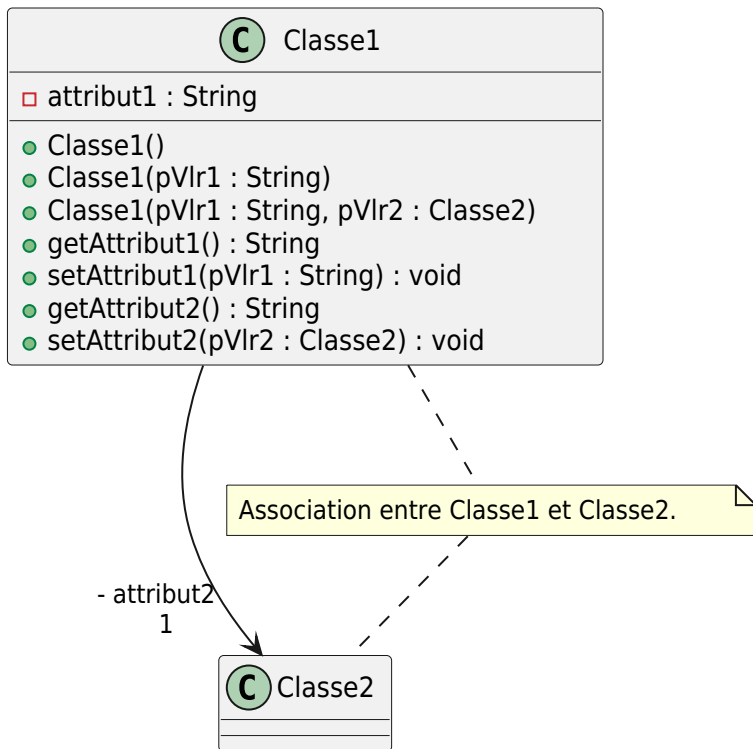 C Classe1
attribut1 : String
Classe1()
Classe1(pVlr1 : String)
Classe1(pVlr1 : String, pVlr2 : Classe2)
getAttribut1() : String
setAttribut1(pVlr1 : String) : void
getAttribut2() : String
setAttribut2(pVlr2 : Classe2) : void
Association entre Classe1 et Classe2.
- attribut2
1
C Classe2